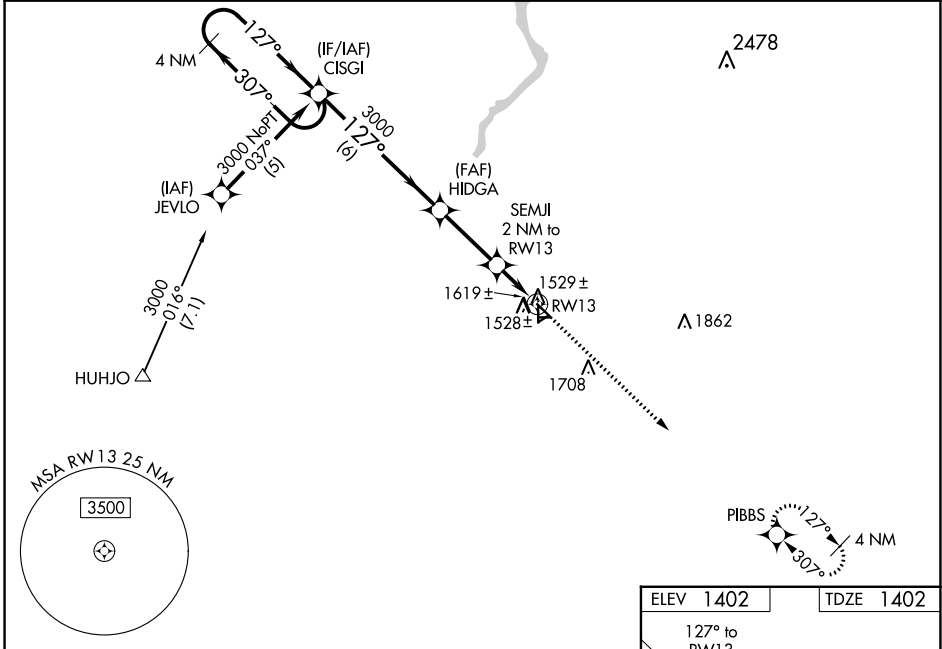 127°
4 NM
307°
(IF/IAF)
CISGI
2478
3000
127°
(6)
3000 NoPT
037°
(5)
(IAF)
JEVLO
(FAF)
HIDGA
SEMJI
2 NM to
RW13
3000
016°
(7.1)
1619 ±
1529 ±
RW13
1528 ±
1862
1708
HUHJO
MSA RW13 25 NM
3500
PIBBS
127°
4 NM
307°
ELEV 1402
TDZE 1402
127° to
RW13